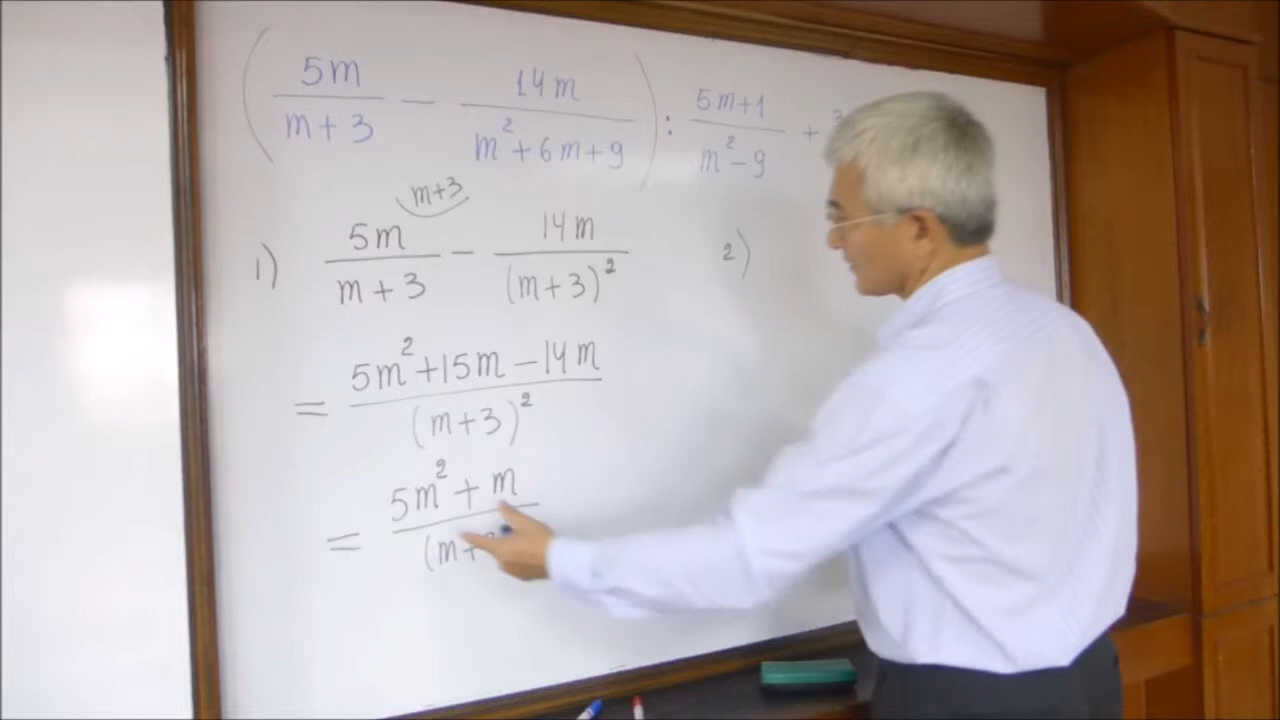 (5m/(m+3) − 14m/(m²+6m+9)) : (5m+1)/(m²−9) +
m+3
1) 5m/(m+3) − 14m/(m+3)²
2)
= (5m²+15m−14m)/(m+3)²
= (5m²+m)/(m+